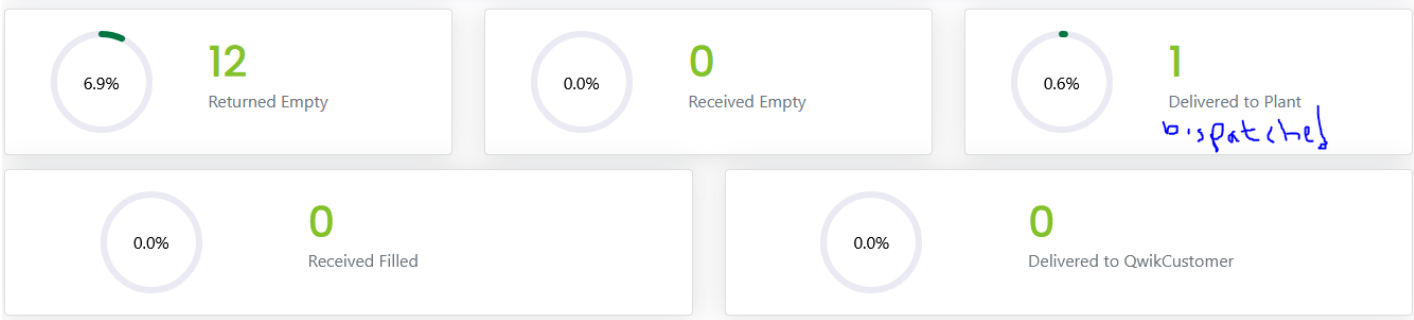 6.9%
12
Returned Empty
0.0%
0
Received Empty
0.6%
1
Delivered to Plant
Dispatched
0.0%
0
Received Filled
0.0%
0
Delivered to QwikCustomer